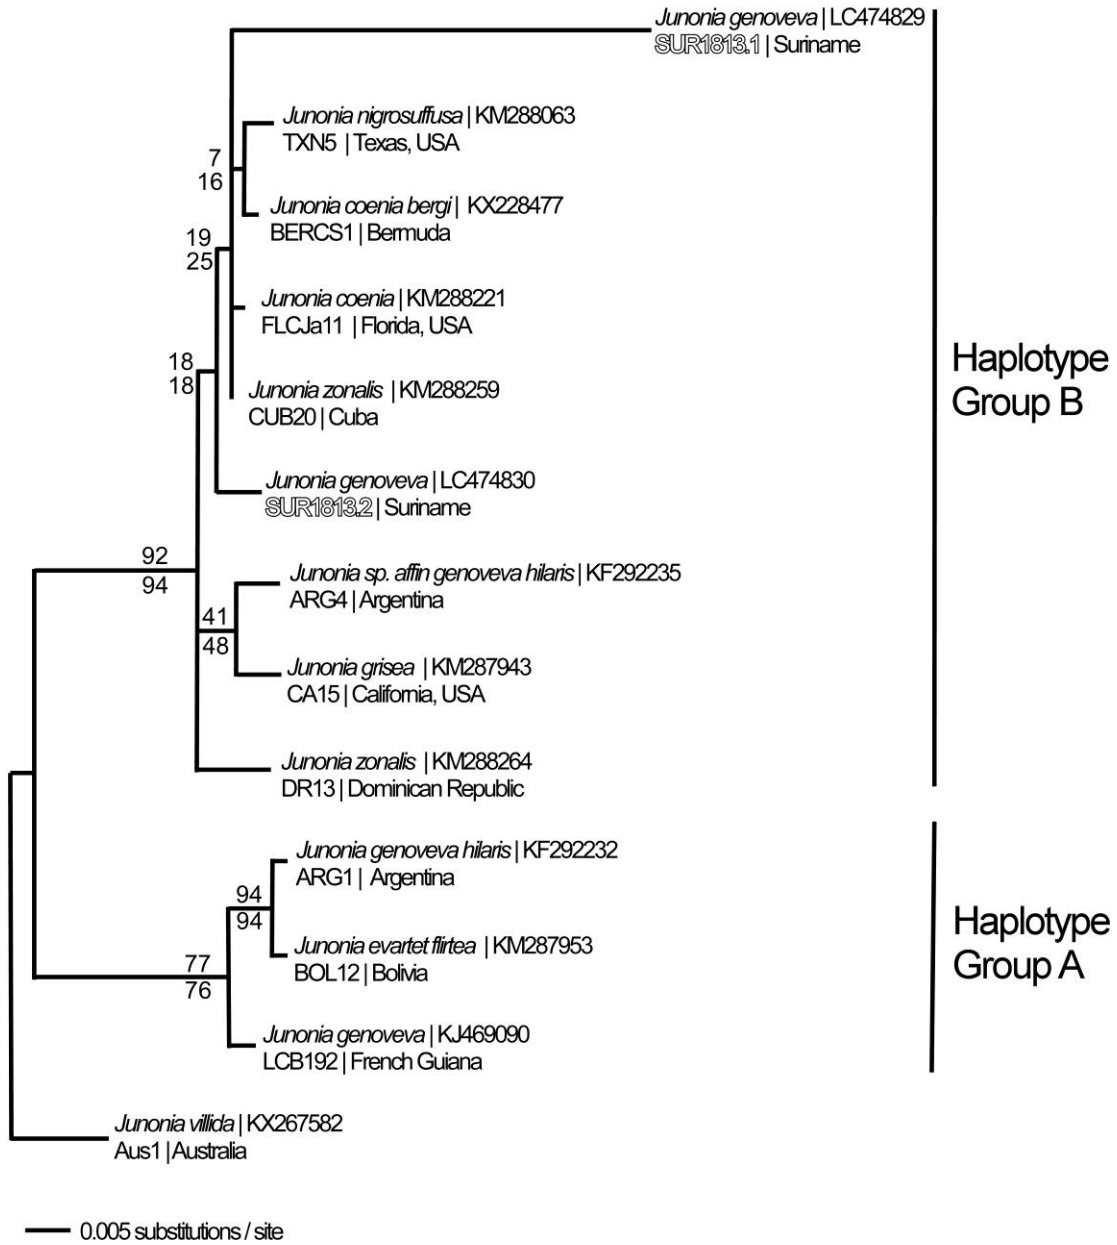 Junonia genoveva | LC474829
SUR1813.1 | Suriname
Junonia nigrosuffusa | KM288063
TXN5 | Texas, USA
7
16
Junonia coenia bergi | KX228477
BERCS1 | Bermuda
19
25
Junonia coenia | KM288221
FLCJa11 | Florida, USA
18
18
Junonia zonalis | KM288259
CUB20 | Cuba
Haplotype
Group B
Junonia genoveva | LC474830
SUR1813.2 | Suriname
92
94
Junonia sp. affin genoveva hilaris | KF292235
ARG4 | Argentina
41
48
Junonia grisea | KM287943
CA15 | California, USA
Junonia zonalis | KM288264
DR13 | Dominican Republic
Junonia genoveva hilaris | KF292232
ARG1 | Argentina
94
94
Junonia evartet flirtea | KM287953
BOL12 | Bolivia
Haplotype
Group A
77
76
Junonia genoveva | KJ469090
LCB192 | French Guiana
Junonia villida | KX267582
Aus1 | Australia
0.005 substitutions / site